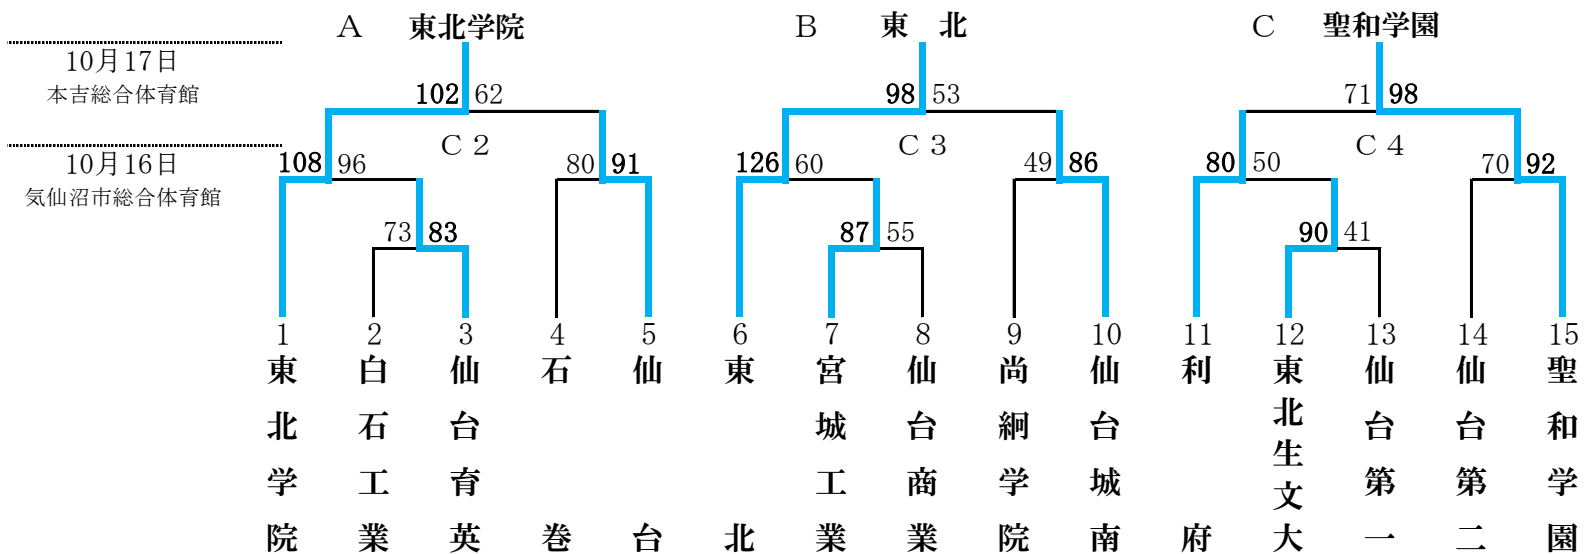 A 東北学院
B 東 北
C 聖和学園
10月17日
本吉総合体育館
102 62
98 53
71 98
C 2
C 3
C 4
10月16日
気仙沼市総合体育館
108 96
80 91
126 60
49 86
80 50
70 92
73 83
87 55
90 41
1 2 3 4 5 6 7 8 9 10 11 12 13 14 15
東北学院
白石工業
仙台育英
石巻
仙台
東北
宮城工業
仙台商業
尚絅学院
仙台城南
利府
東北生文大
仙台第一
仙台第二
聖和学園